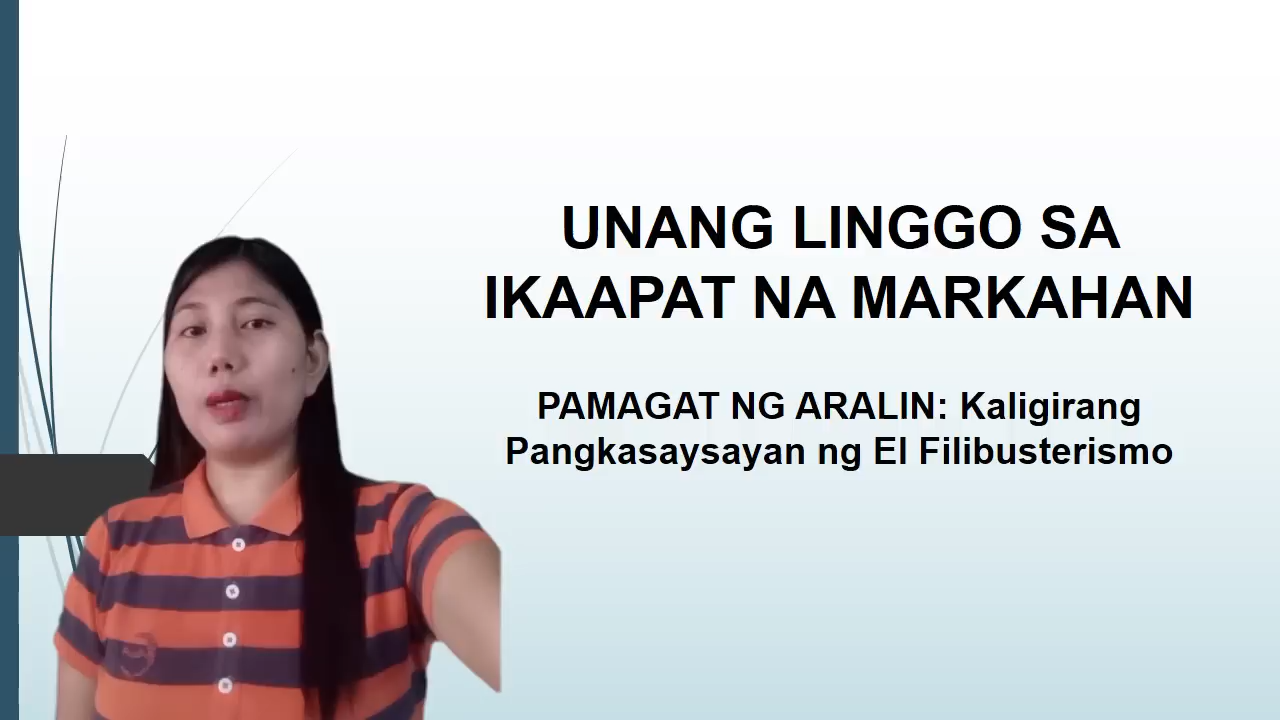 UNANG LINGGO SA
IKAAPAT NA MARKAHAN
PAMAGAT NG ARALIN: Kaligirang
Pangkasaysayan ng El Filibusterismo